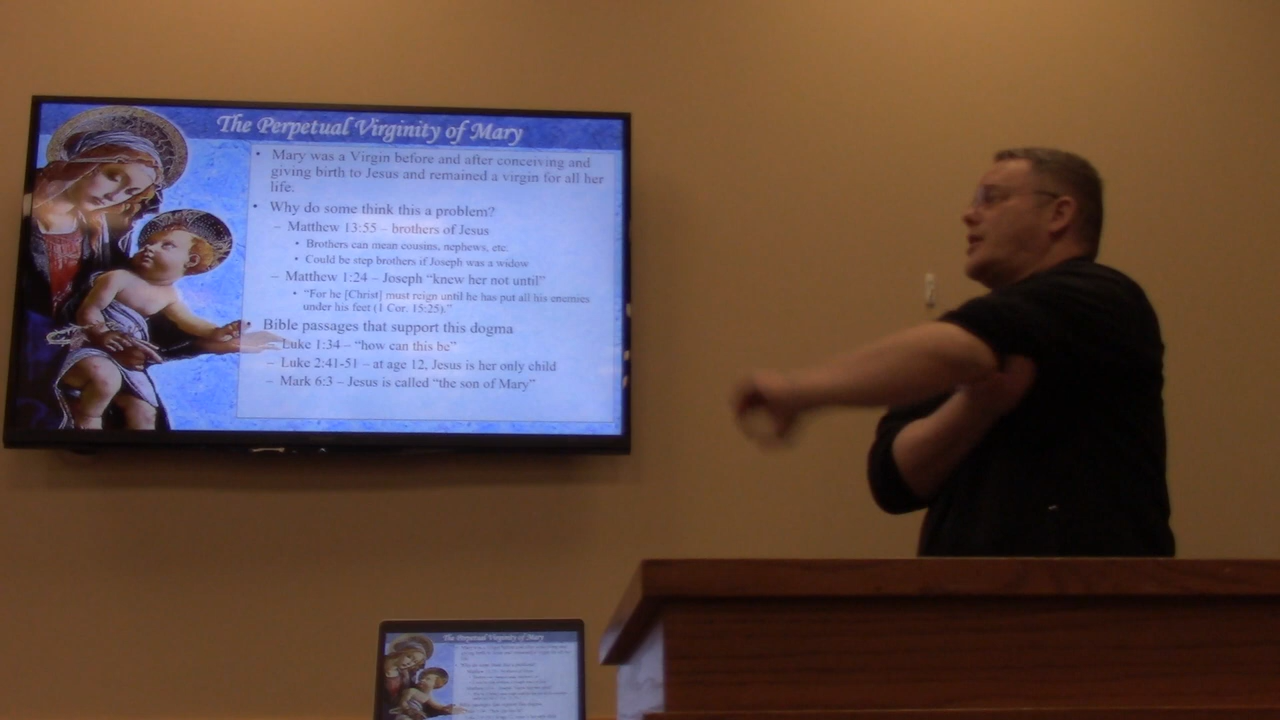 The Perpetual Virginity of Mary
• Mary was a Virgin before and after conceiving and
giving birth to Jesus and remained a virgin for all her
life.
• Why do some think this a problem?
– Matthew 13:55 – brothers of Jesus
• Brothers can mean cousins, nephews, etc.
• Could be step brothers if Joseph was a widow
– Matthew 1:24 – Joseph “knew her not until”
• “For he [Christ] must reign until he has put all his enemies
under his feet (1 Cor. 15:25).”
• Bible passages that support this dogma
– Luke 1:34 – “how can this be”
– Luke 2:41-51 – at age 12, Jesus is her only child
– Mark 6:3 – Jesus is called “the son of Mary”
The Perpetual Virginity of Mary